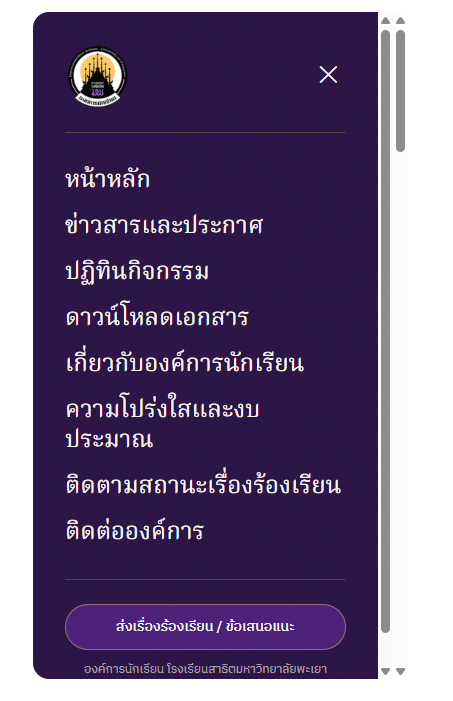 หน้าหลัก
ข่าวสารและประกาศ
ปฏิทินกิจกรรม
ดาวน์โหลดเอกสาร
เกี่ยวกับองค์การนักเรียน
ความโปร่งใสและงบ
ประมาณ
ติดตามสถานะเรื่องร้องเรียน
ติดต่อองค์การ
ส่งเรื่องร้องเรียน / ข้อเสนอแนะ
องค์การนักเรียน โรงเรียนสาธิตมหาวิทยาลัยพะเยา